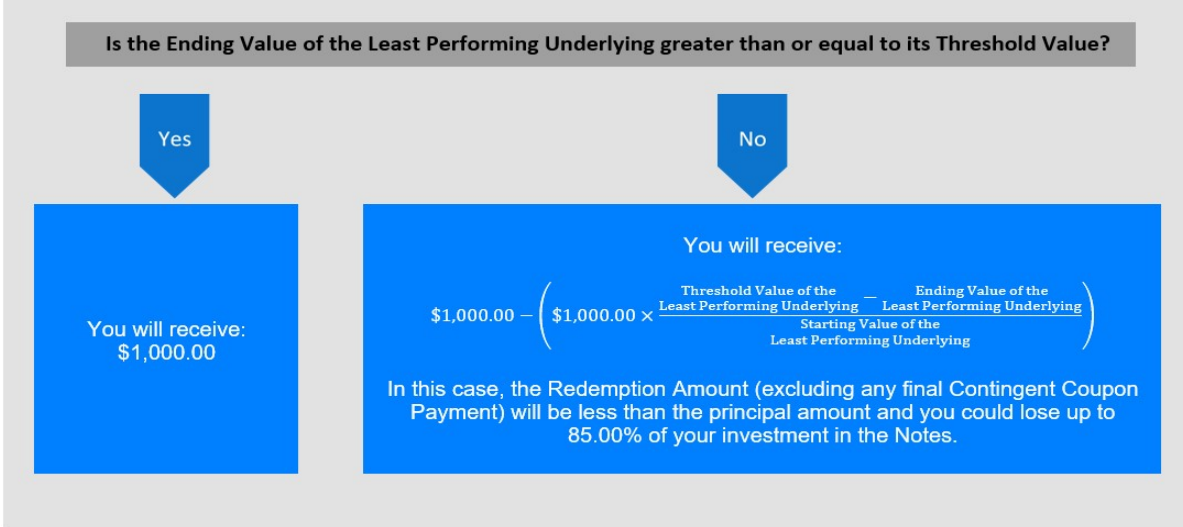 Is the Ending Value of the Least Performing Underlying greater than or equal to its Threshold Value?
Yes
No
You will receive:
$1,000.00
You will receive:
$1,000.00 − ( $1,000.00 × 
Threshold Value of the
Least Performing Underlying
−
Ending Value of the
Least Performing Underlying
Starting Value of the
Least Performing Underlying
)
In this case, the Redemption Amount (excluding any final Contingent Coupon
Payment) will be less than the principal amount and you could lose up to
85.00% of your investment in the Notes.